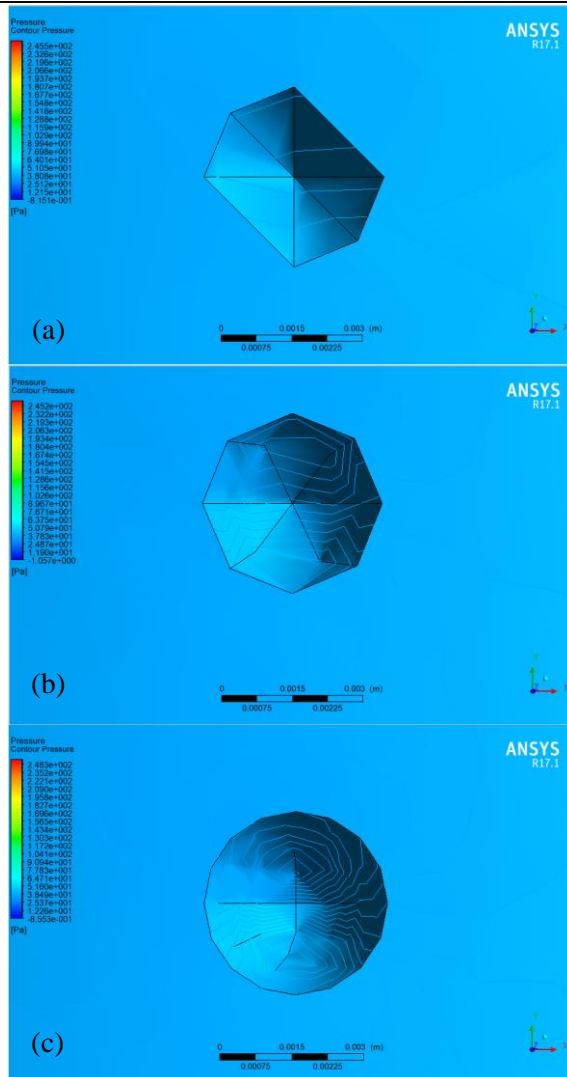 Pressure
Contour Pressure
2.455e+002
2.326e+002
2.196e+002
2.066e+002
1.937e+002
1.807e+002
1.677e+002
1.548e+002
1.418e+002
1.288e+002
1.159e+002
1.029e+002
8.994e+001
7.698e+001
6.401e+001
5.105e+001
3.808e+001
2.512e+001
1.215e+001
-8.151e-001
[Pa]
ANSYS
R17.1
(a)
0 0.0015 0.003 (m)
0.00075 0.00225
Y
Z X
Pressure
Contour Pressure
2.452e+002
2.322e+002
2.193e+002
2.063e+002
1.934e+002
1.804e+002
1.674e+002
1.545e+002
1.415e+002
1.286e+002
1.156e+002
1.026e+002
8.967e+001
7.671e+001
6.375e+001
5.079e+001
3.783e+001
2.487e+001
1.190e+001
-1.057e+000
[Pa]
ANSYS
R17.1
(b)
0 0.0015 0.003 (m)
0.00075 0.00225
Y
Z X
Pressure
Contour Pressure
2.483e+002
2.352e+002
2.221e+002
2.090e+002
1.958e+002
1.827e+002
1.696e+002
1.565e+002
1.434e+002
1.303e+002
1.172e+002
1.041e+002
9.094e+001
7.783e+001
6.471e+001
5.160e+001
3.849e+001
2.537e+001
1.226e+001
-8.553e-001
[Pa]
ANSYS
R17.1
(c)
0 0.0015 0.003 (m)
0.00075 0.00225
Y
Z X